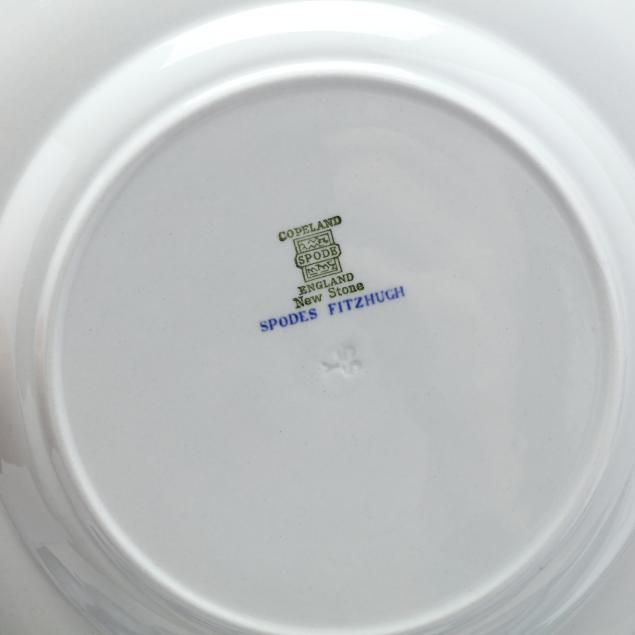 COPELAND
SPODE
ENGLAND
New Stone
SPODES FITZHUGH